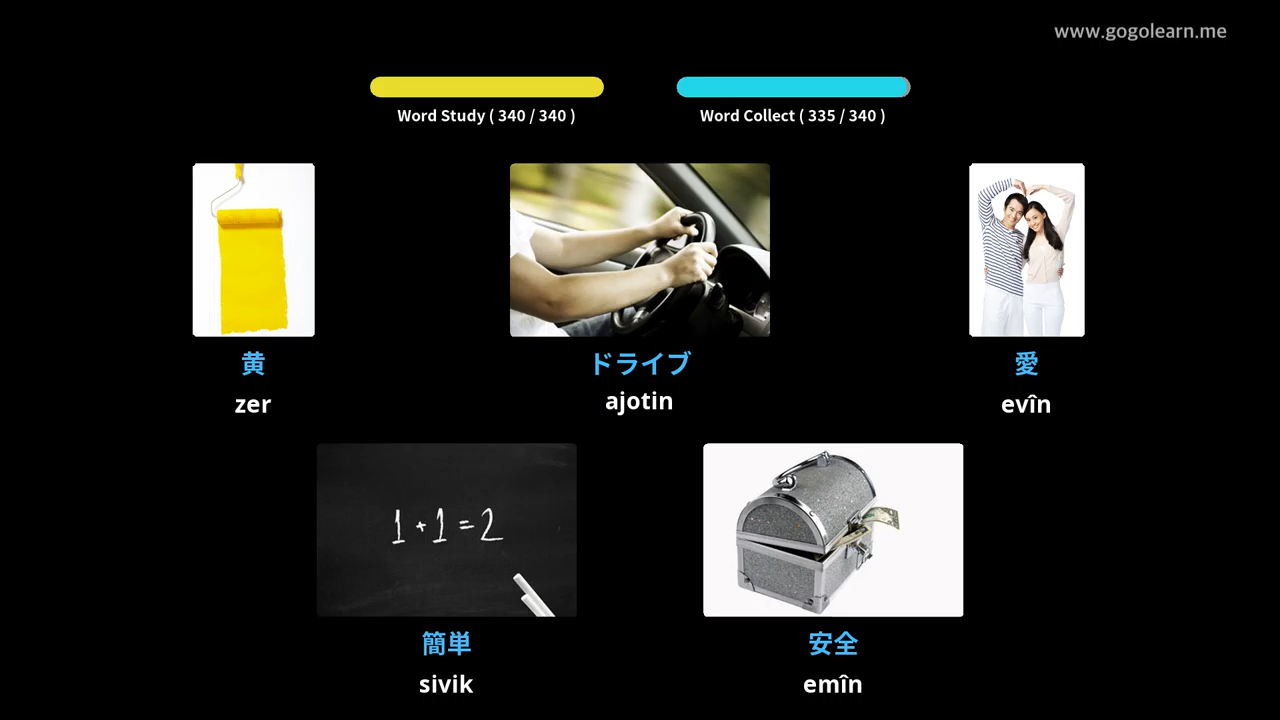 www.gogolearn.me
Word Study ( 340 / 340 )
Word Collect ( 335 / 340 )
黄
zer
ドライブ
ajotin
愛
evîn
1+1=2
簡単
sivik
安全
emîn